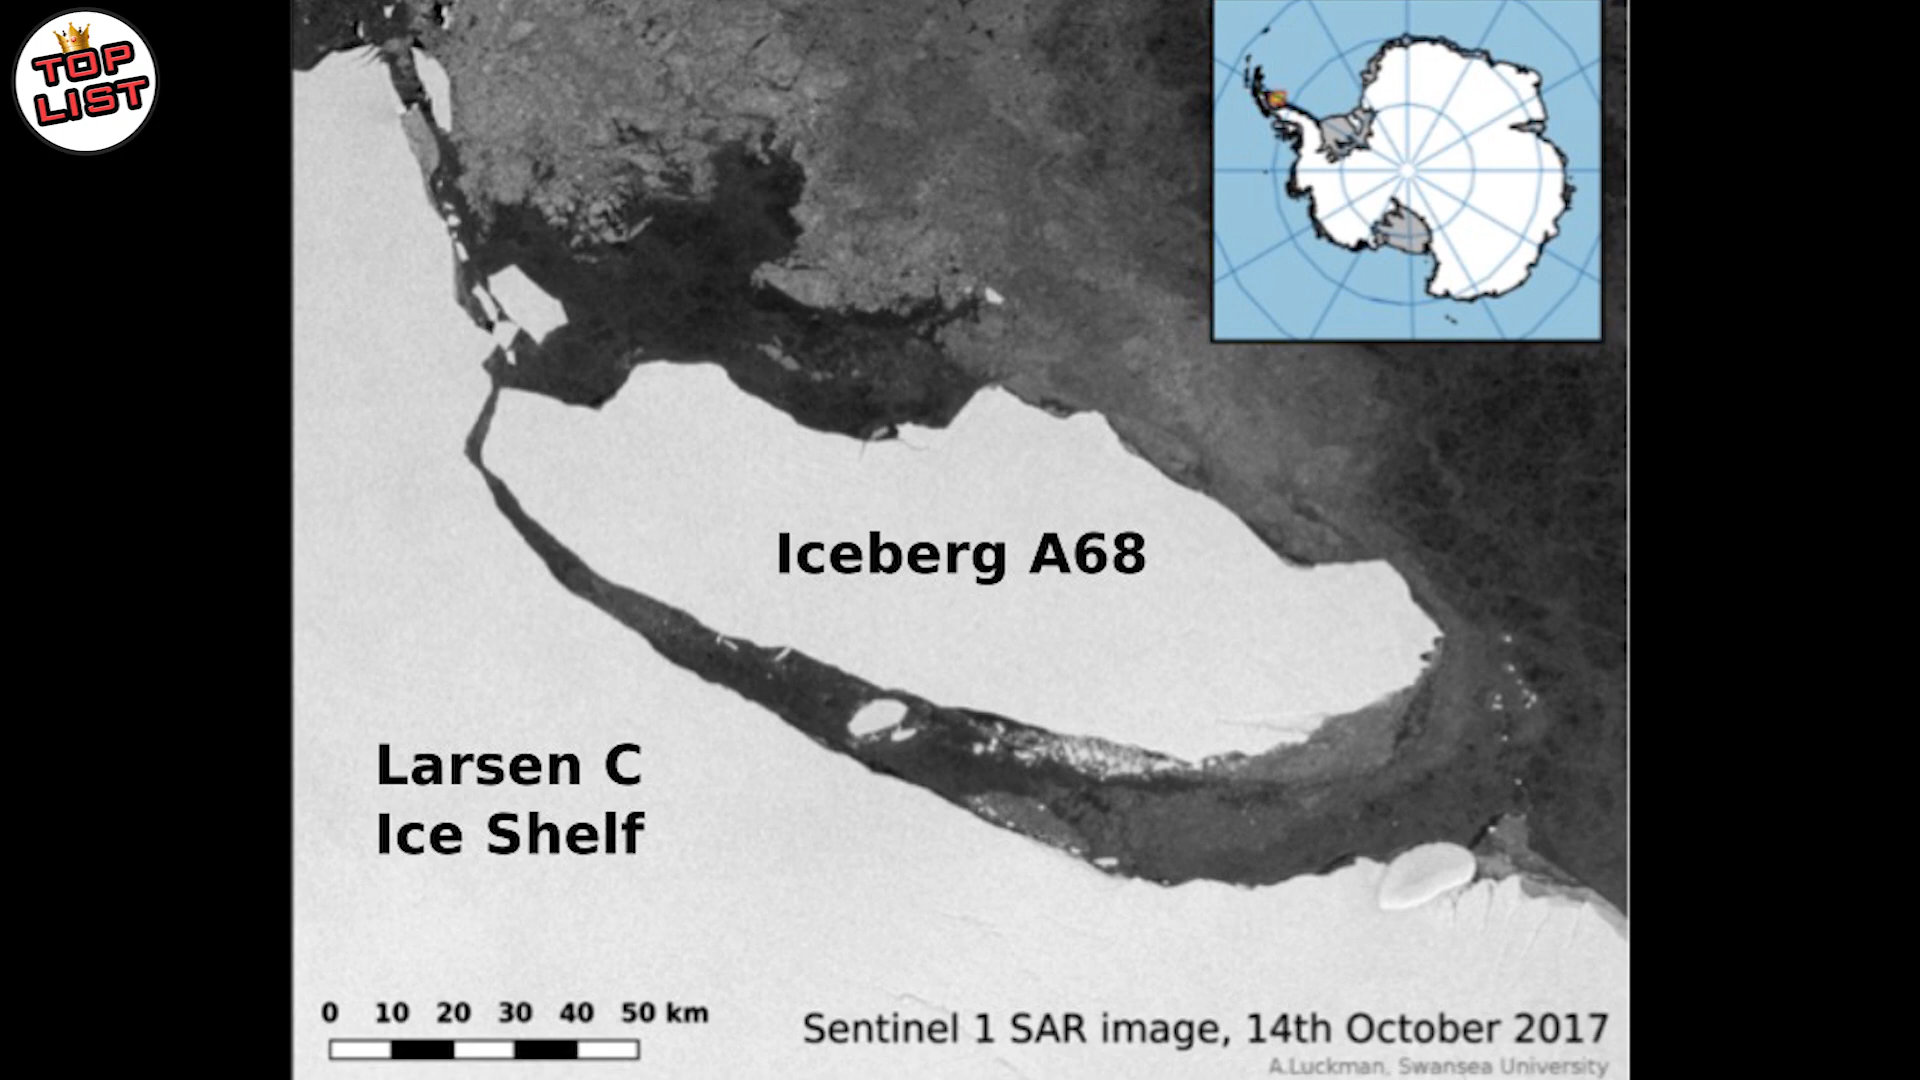 TOP
LIST
Iceberg A68
Larsen C
Ice Shelf
0 10 20 30 40 50 km
Sentinel 1 SAR image, 14th October 2017
A.Luckman, Swansea University